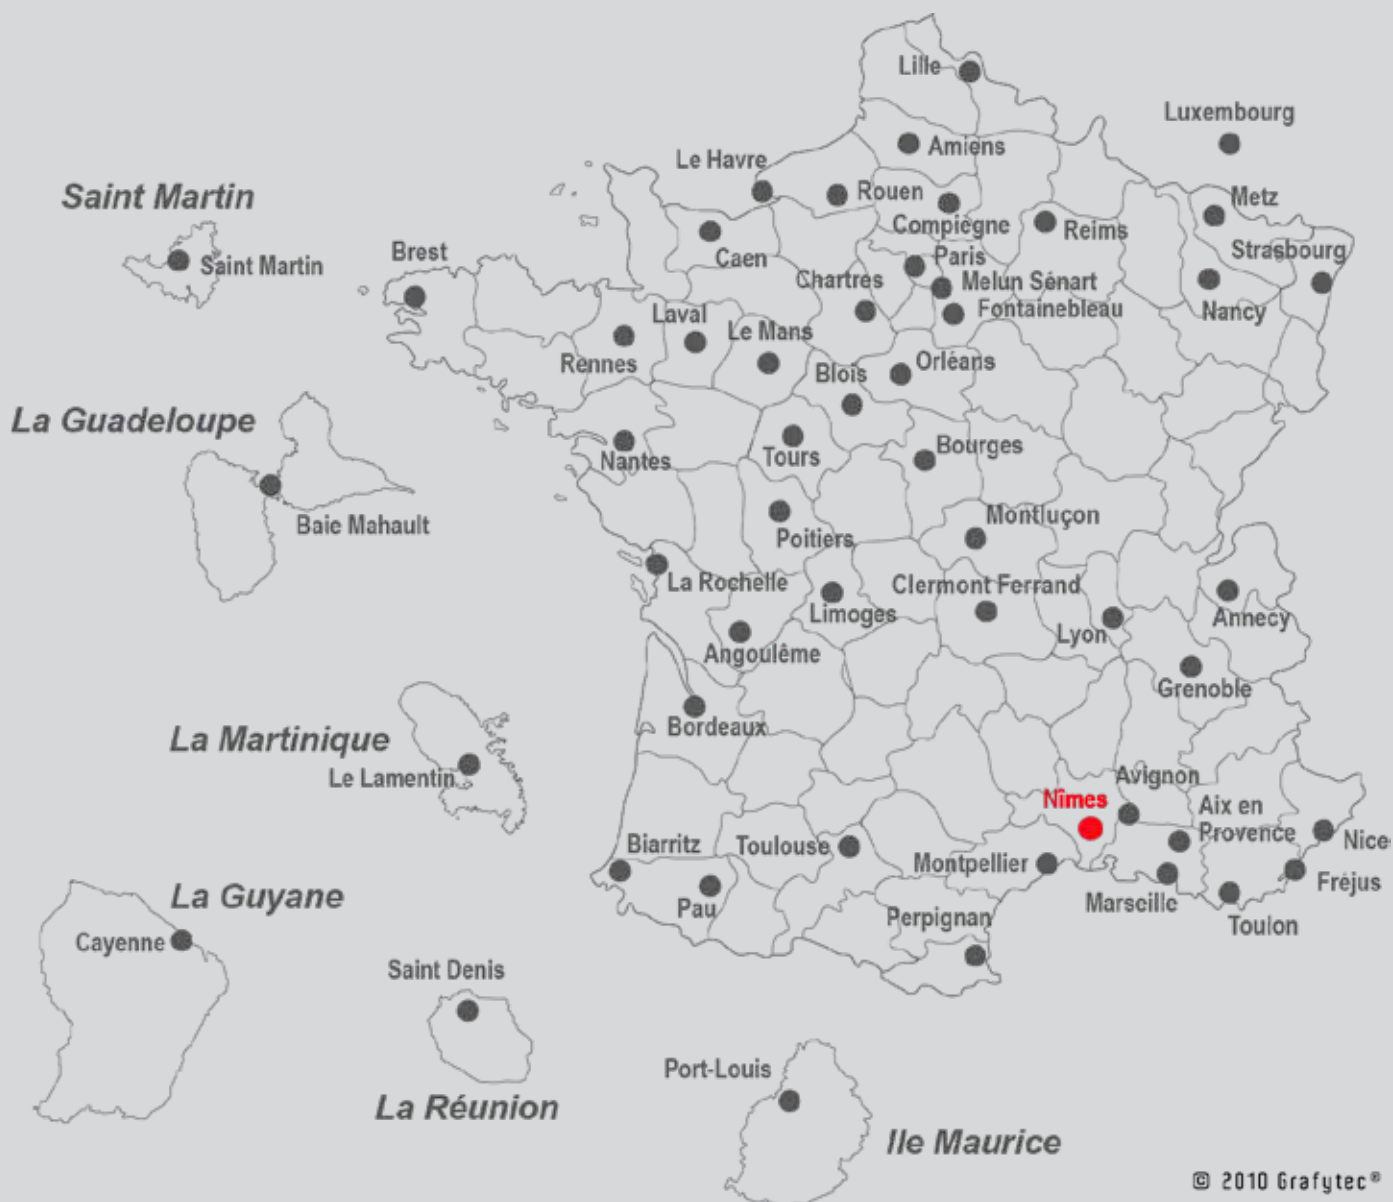 Lille
Luxembourg
Amiens
Le Havre
Rouen
Metz
Saint Martin
Compiègne
Reims
Strasbourg
Brest
Saint Martin
Caen
Paris
Chartres
Melun Sénart
Fontainebleau
Nancy
Laval
Le Mans
Rennes
Blois
Orléans
La Guadeloupe
Nantes
Tours
Bourges
Baie Mahault
Montluçon
Poitiers
La Rochelle
Clermont Ferrand
Limoges
Annecy
Lyon
Angoulême
Grenoble
Bordeaux
La Martinique
Le Lamentin
Avignon
Nîmes
Aix en
Provence
Biarritz
Toulouse
Nice
Montpellier
Fréjus
La Guyane
Pau
Marseille
Perpignan
Toulon
Cayenne
Saint Denis
Port-Louis
La Réunion
Ile Maurice
© 2010 Grafytec®